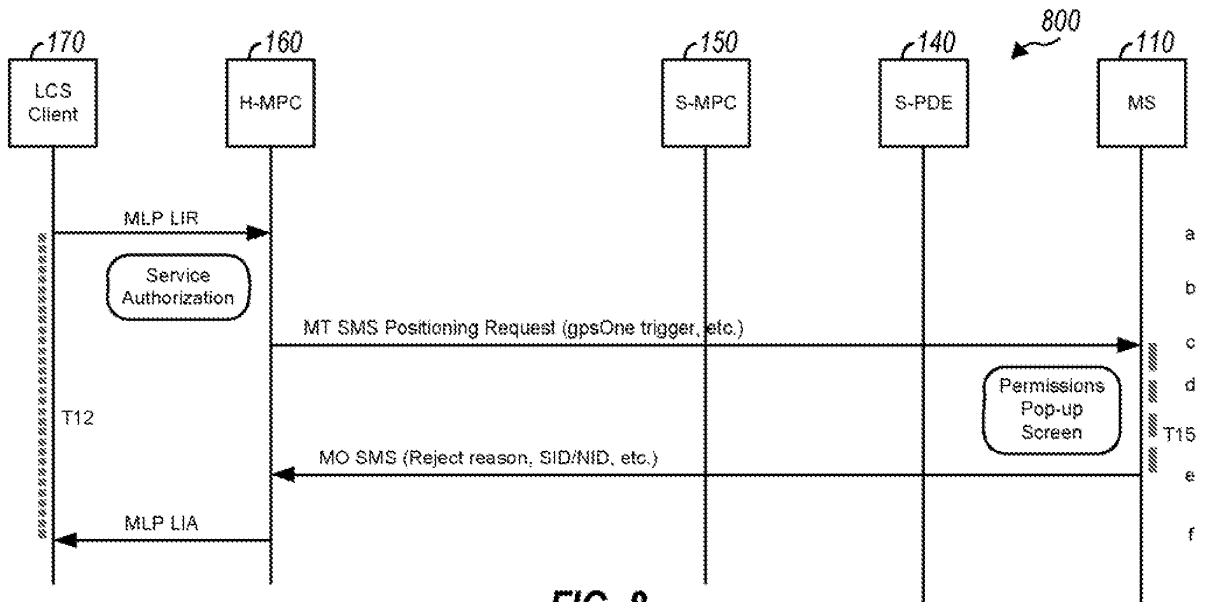 800
170
160
150
140
110
LCS
Client
H-MPC
S-MPC
S-PDE
MS
MLP LIR
a
Service
Authorization
b
MT SMS Positioning Request (gpsOne trigger, etc.)
c
Permissions
Pop-up
Screen
d
T12
T15
MO SMS (Reject reason, SID/NID, etc.)
e
MLP LIA
f
FIG. 8